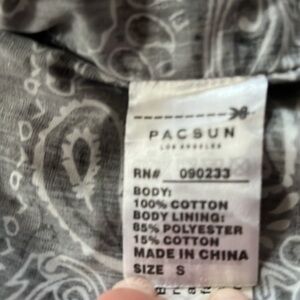 PACSUN
LOS ANGELES
RN# 090233
BODY:
100% COTTON
BODY LINING:
85% POLYESTER
15% COTTON
MADE IN CHINA
SIZE S